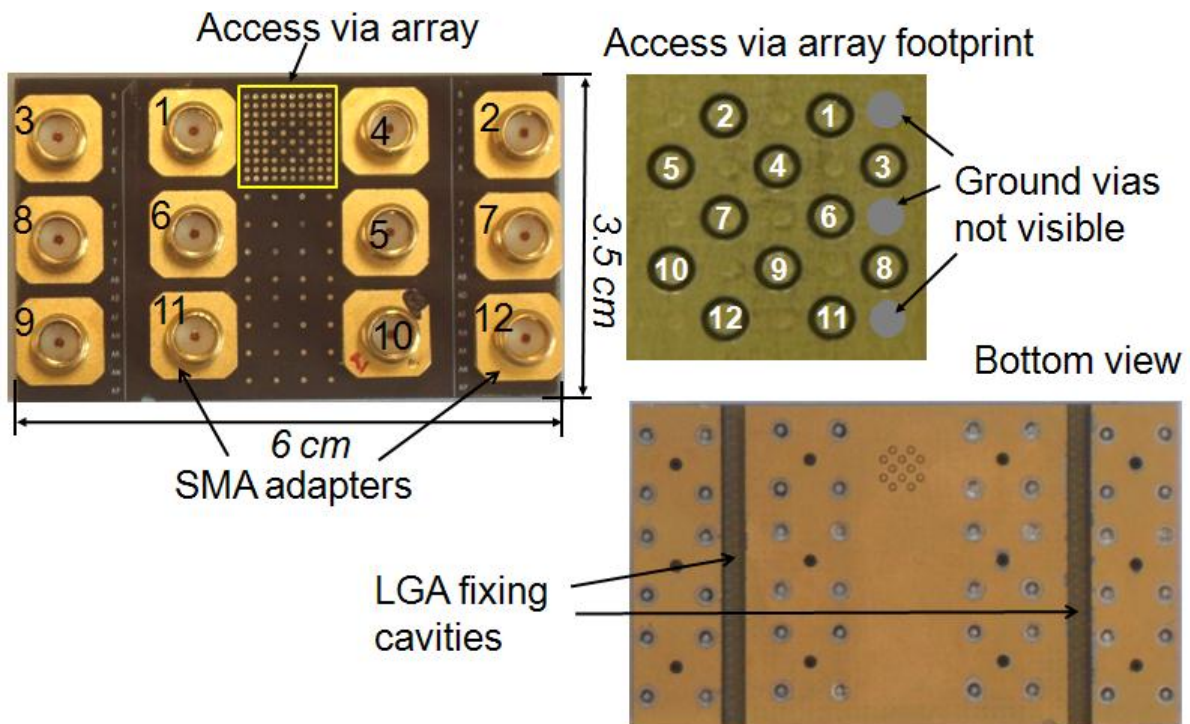 Access via array
Access via array footprint
3
1
4
2
8
6
5
7
9
11
10
12
3.5 cm
6 cm
SMA adapters
2
1
5
4
3
7
6
10
9
8
12
11
Ground vias
not visible
Bottom view
LGA fixing
cavities